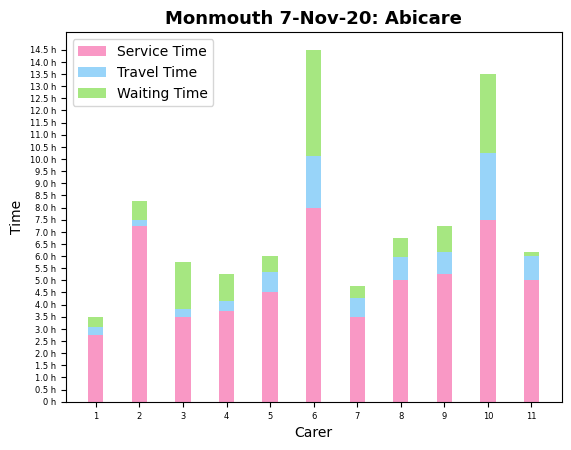 Monmouth 7-Nov-20: Abicare
Service Time
Travel Time
Waiting Time
Time
14.5 h
14.0 h
13.5 h
13.0 h
12.5 h
12.0 h
11.5 h
11.0 h
10.5 h
10.0 h
9.5 h
9.0 h
8.5 h
8.0 h
7.5 h
7.0 h
6.5 h
6.0 h
5.5 h
5.0 h
4.5 h
4.0 h
3.5 h
3.0 h
2.5 h
2.0 h
1.5 h
1.0 h
0.5 h
0 h
1 2 3 4 5 6 7 8 9 10 11
Carer